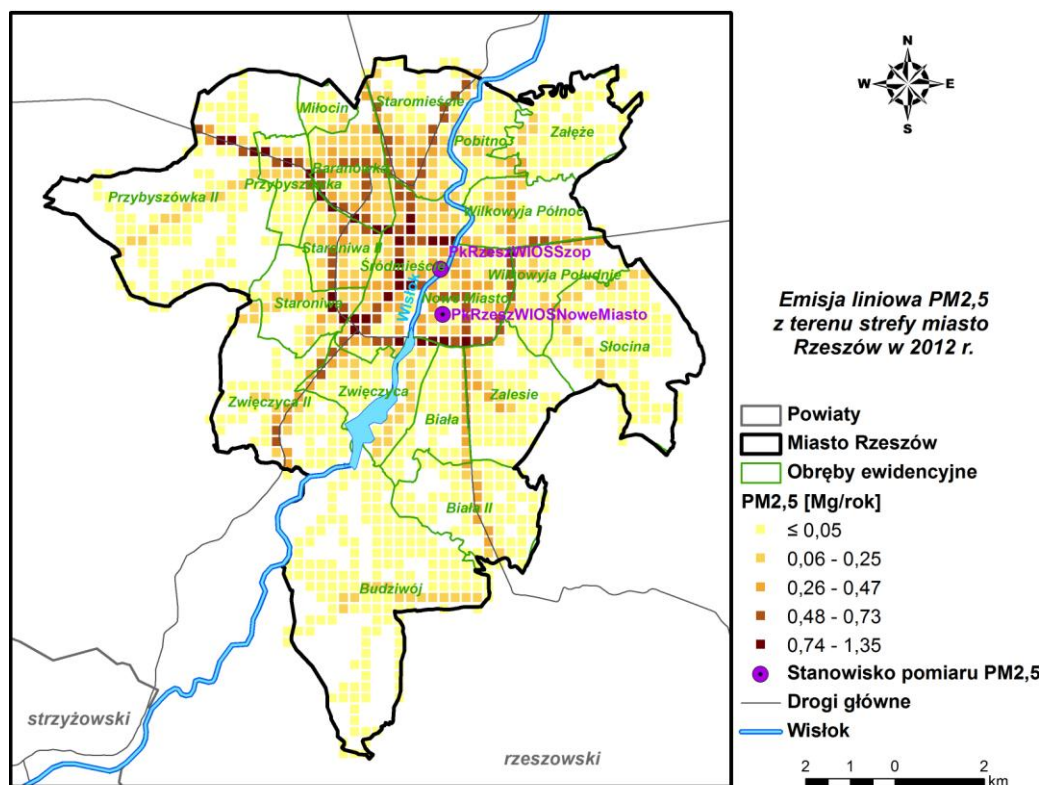 N
W E
S
Miłocin
Staromieście
Pobitno
Załęże
Baranówka
Przybyszówka
Przybyszówka II
Wilkowyja Północ
Staroniwa II
PkRzeszWIOSSzop
Śródmieście
Wilkowyja Południe
Staroniwa
Wisłok
Nowe Miasto
PkRzeszWIOSNoweMiasto
Słocina
Zwięczyca
Zwięczyca II
Biała
Zalesie
Biała II
Budziwój
strzyżowski
rzeszowski
Emisja liniowa PM2,5
z terenu strefy miasto
Rzeszów w 2012 r.
Powiaty
Miasto Rzeszów
Obręby ewidencyjne
PM2,5 [Mg/rok]
≤ 0,05
0,06 - 0,25
0,26 - 0,47
0,48 - 0,73
0,74 - 1,35
Stanowisko pomiaru PM2,5
Drogi główne
Wisłok
2 1 0 2
km